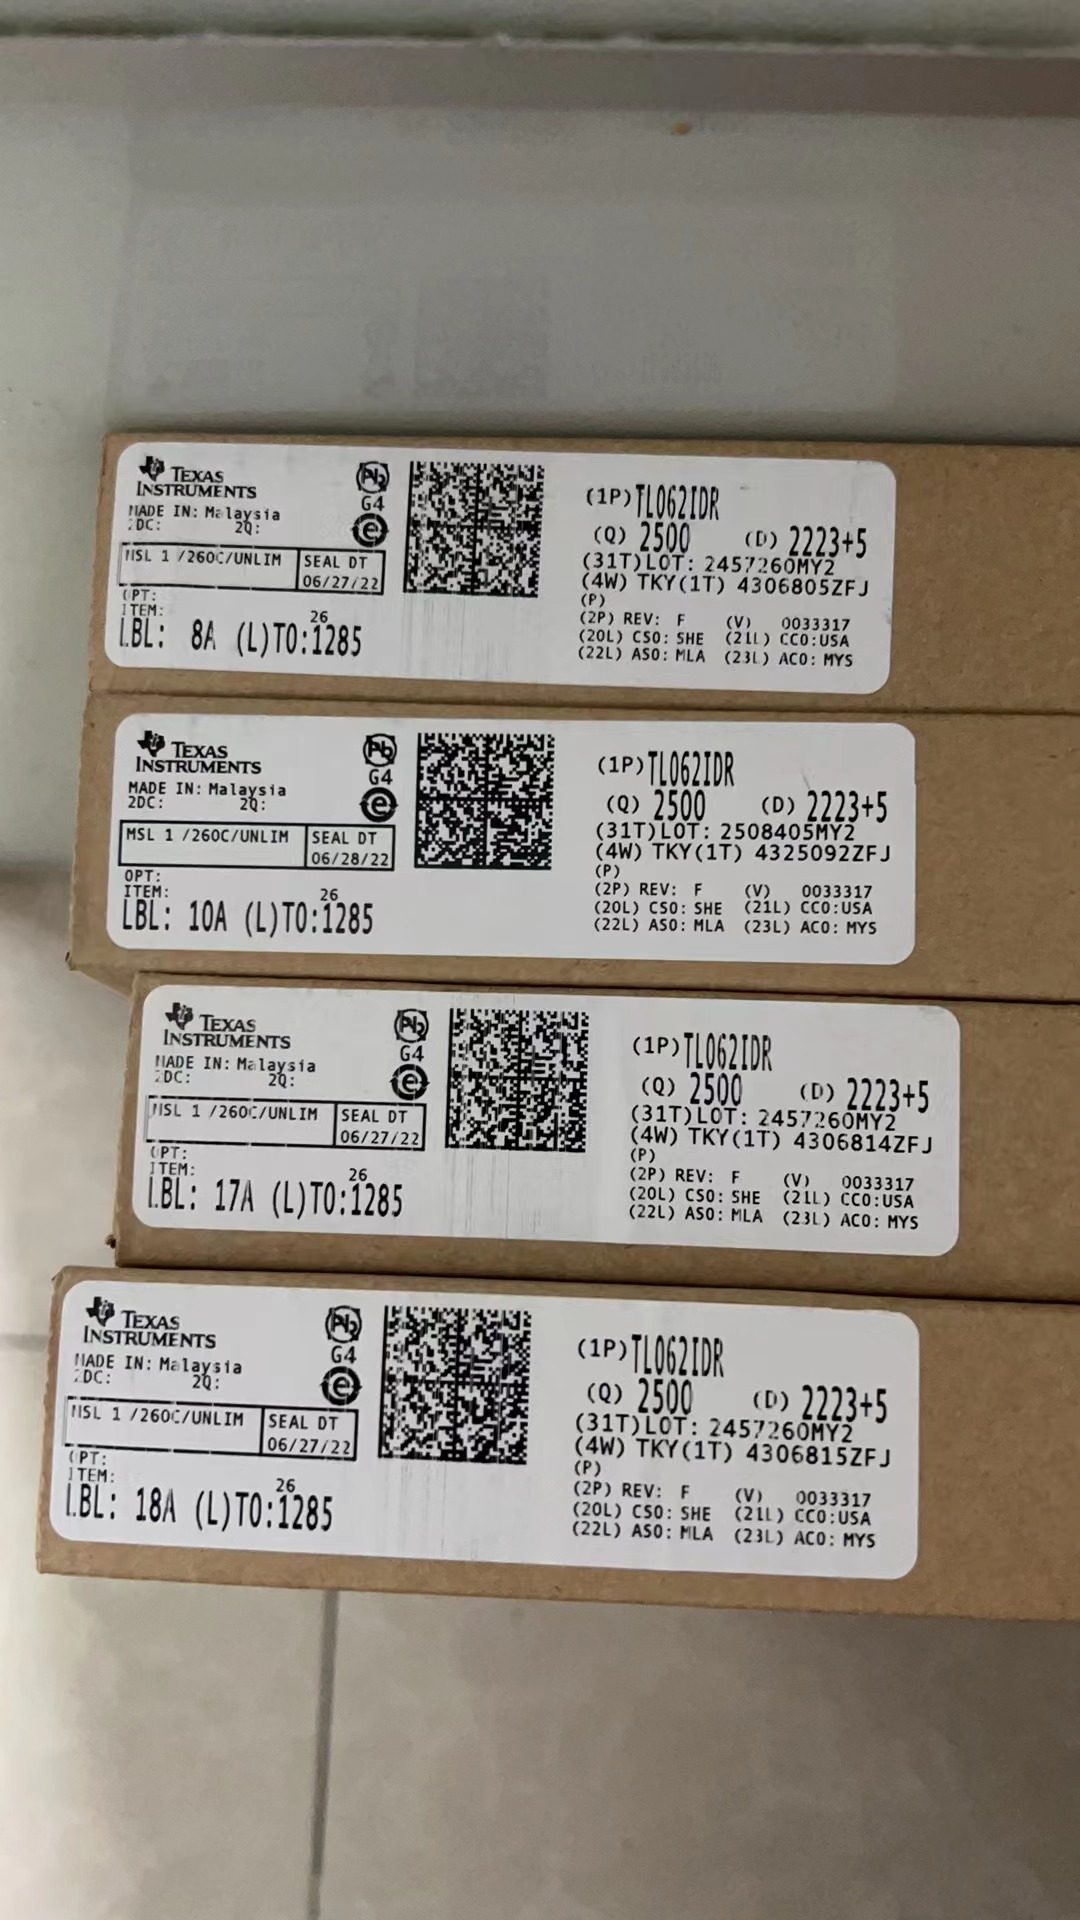 TEXAS
INSTRUMENTS
MADE IN: Malaysia
2DC: 2Q:
MSL 1 /260C/UNLIM
SEAL DT
06/27/22
OPT:
ITEM:
LBL: 8A (L)TO:1285
26
Pb
G4
e
(1P)TL062IDR
(Q) 2500 (D) 2223+5
(31T)LOT: 2457260MY2
(4W) TKY(1T) 4306805ZFJ
(P)
(2P) REV: F (V) 0033317
(20L) CSO: SHE (21L) CCO:USA
(22L) ASO: MLA (23L) ACO: MYS
TEXAS
INSTRUMENTS
MADE IN: Malaysia
2DC: 2Q:
MSL 1 /260C/UNLIM
SEAL DT
06/28/22
OPT:
ITEM:
LBL: 10A (L)TO:1285
26
Pb
G4
e
(1P)TL062IDR
(Q) 2500 (D) 2223+5
(31T)LOT: 2508405MY2
(4W) TKY(1T) 4325092ZFJ
(P)
(2P) REV: F (V) 0033317
(20L) CSO: SHE (21L) CCO:USA
(22L) ASO: MLA (23L) ACO: MYS
TEXAS
INSTRUMENTS
MADE IN: Malaysia
2DC: 2Q:
MSL 1 /260C/UNLIM
SEAL DT
06/27/22
OPT:
ITEM:
LBL: 17A (L)TO:1285
26
Pb
G4
e
(1P)TL062IDR
(Q) 2500 (D) 2223+5
(31T)LOT: 2457260MY2
(4W) TKY(1T) 4306814ZFJ
(P)
(2P) REV: F (V) 0033317
(20L) CSO: SHE (21L) CCO:USA
(22L) ASO: MLA (23L) ACO: MYS
TEXAS
INSTRUMENTS
MADE IN: Malaysia
2DC: 2Q:
MSL 1 /260C/UNLIM
SEAL DT
06/27/22
OPT:
ITEM:
LBL: 18A (L)TO:1285
26
Pb
G4
e
(1P)TL062IDR
(Q) 2500 (D) 2223+5
(31T)LOT: 2457260MY2
(4W) TKY(1T) 4306815ZFJ
(P)
(2P) REV: F (V) 0033317
(20L) CSO: SHE (21L) CCO:USA
(22L) ASO: MLA (23L) ACO: MYS